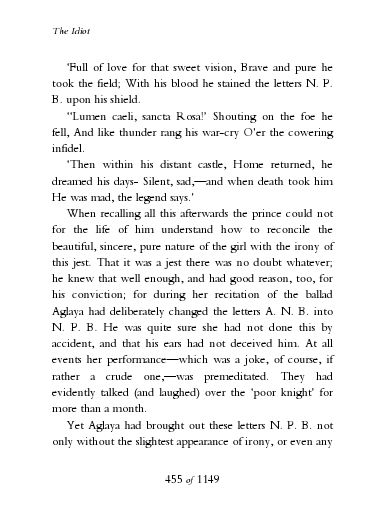 The Idiot
'Full of love for that sweet vision, Brave and pure he
took the field; With his blood he stained the letters N. P.
B. upon his shield.
''Lumen caeli, sancta Rosa!' Shouting on the foe he
fell, And like thunder rang his war-cry O'er the cowering
infidel.
'Then within his distant castle, Home returned, he
dreamed his days- Silent, sad,—and when death took him
He was mad, the legend says.'
When recalling all this afterwards the prince could not
for the life of him understand how to reconcile the
beautiful, sincere, pure nature of the girl with the irony of
this jest. That it was a jest there was no doubt whatever;
he knew that well enough, and had good reason, too, for
his conviction; for during her recitation of the ballad
Aglaya had deliberately changed the letters A. N. B. into
N. P. B. He was quite sure she had not done this by
accident, and that his ears had not deceived him. At all
events her performance—which was a joke, of course, if
rather a crude one,—was premeditated. They had
evidently talked (and laughed) over the 'poor knight' for
more than a month.
Yet Aglaya had brought out these letters N. P. B. not
only without the slightest appearance of irony, or even any
455 of 1149